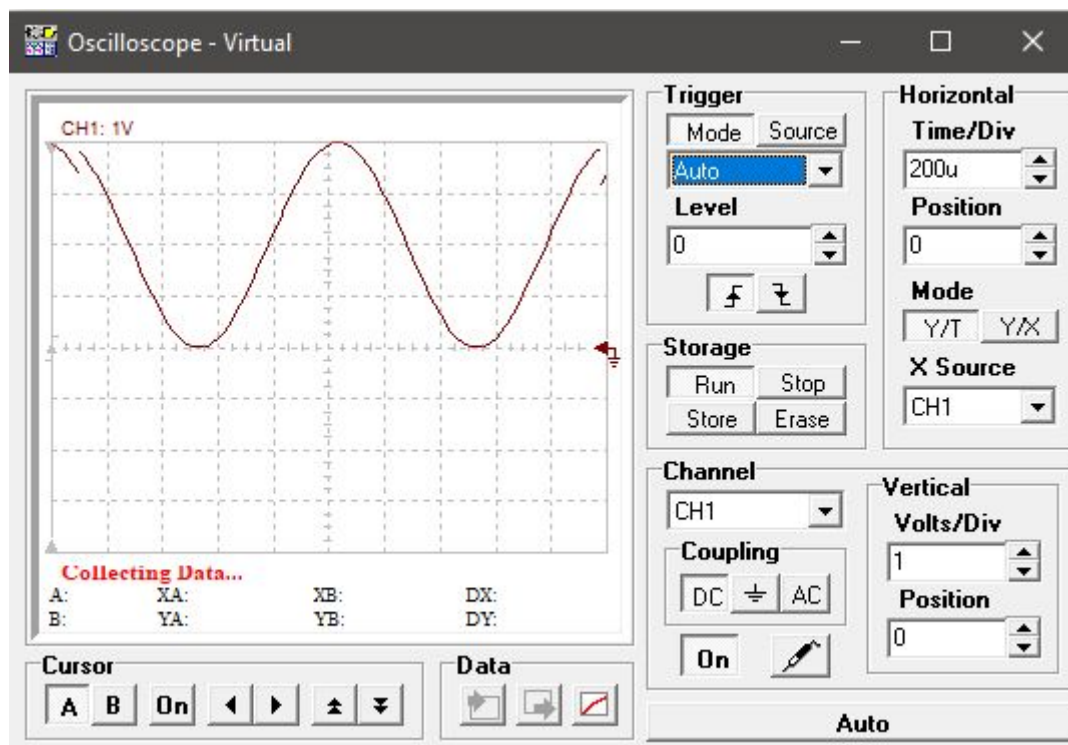 Oscilloscope - Virtual
CH1: 1V
Collecting Data...
A: XA: XB: DX:
B: YA: YB: DY:
Cursor
A B On
Data
Trigger
Mode Source
Auto
Level
0
Storage
Run Stop
Store Erase
Horizontal
Time/Div
200u
Position
0
Mode
Y/T Y/X
X Source
CH1
Channel
CH1
Coupling
DC AC
On
Vertical
Volts/Div
1
Position
0
Auto